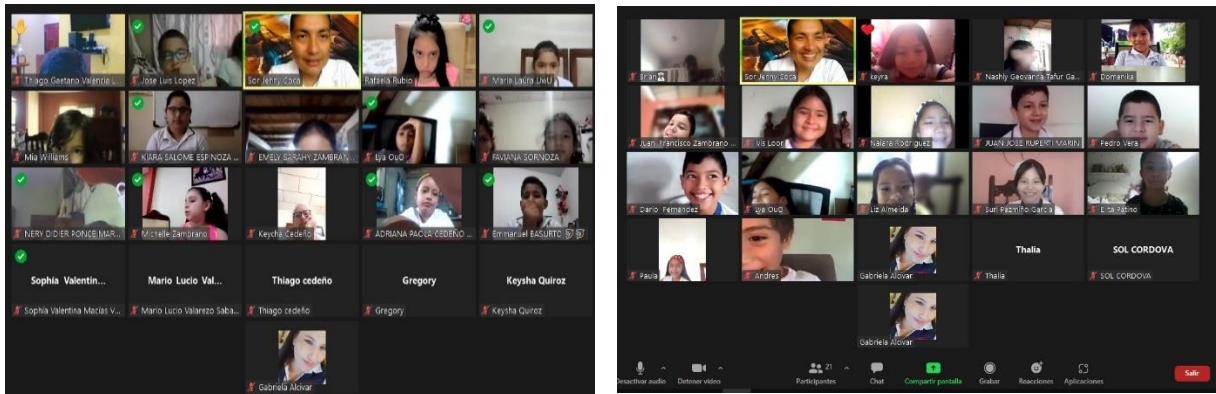 Thiago Gaetano Valencia L...
Jose Luis Lopez
Sor Jenny Coca
Rafaela Rubio
Maria Laura UwU
Mia Williams
KIARA SALOME ESPINOZA ...
EMELY SARAHY ZAMBRAN...
Lya OuO
FAVIANA SORNOZA
NERY DIDIER PONCE MAR...
Michelle Zambrano
Keycha Cedeño
ADRIANA PAOLA CEDEÑO ...
Emmanuel BASURTO
Sophía Valentin...
Mario Lucio Val...
Thiago cedeño
Gregory
Keysha Quiroz
Sophía Valentina Macías V...
Mario Lucio Valarezo Saba...
Thiago cedeño
Gregory
Keysha Quiroz
Gabriela Alcivar
Brian
Sor Jenny Coca
keyra
Nashly Geovanna Tafur Ga...
Domenika
Juan Francisco Zambrano ...
Vis Loor
Naiara Rodriguez
JUAN JOSE RUPERTI MARIN
Pedro Vera
Dario Fernandez
Lya OuO
Liz Almeida
Suri Pazmiño Garcia
Patino
Paula
Andres
Gabriela Alcivar
Thalia
Thalia
SOL CORDOVA
SOL CORDOVA
Gabriela Alcivar
Desactivar audio
Detener video
Participantes
21
Chat
Compartir pantalla
Grabar
Reacciones
Aplicaciones
Salir